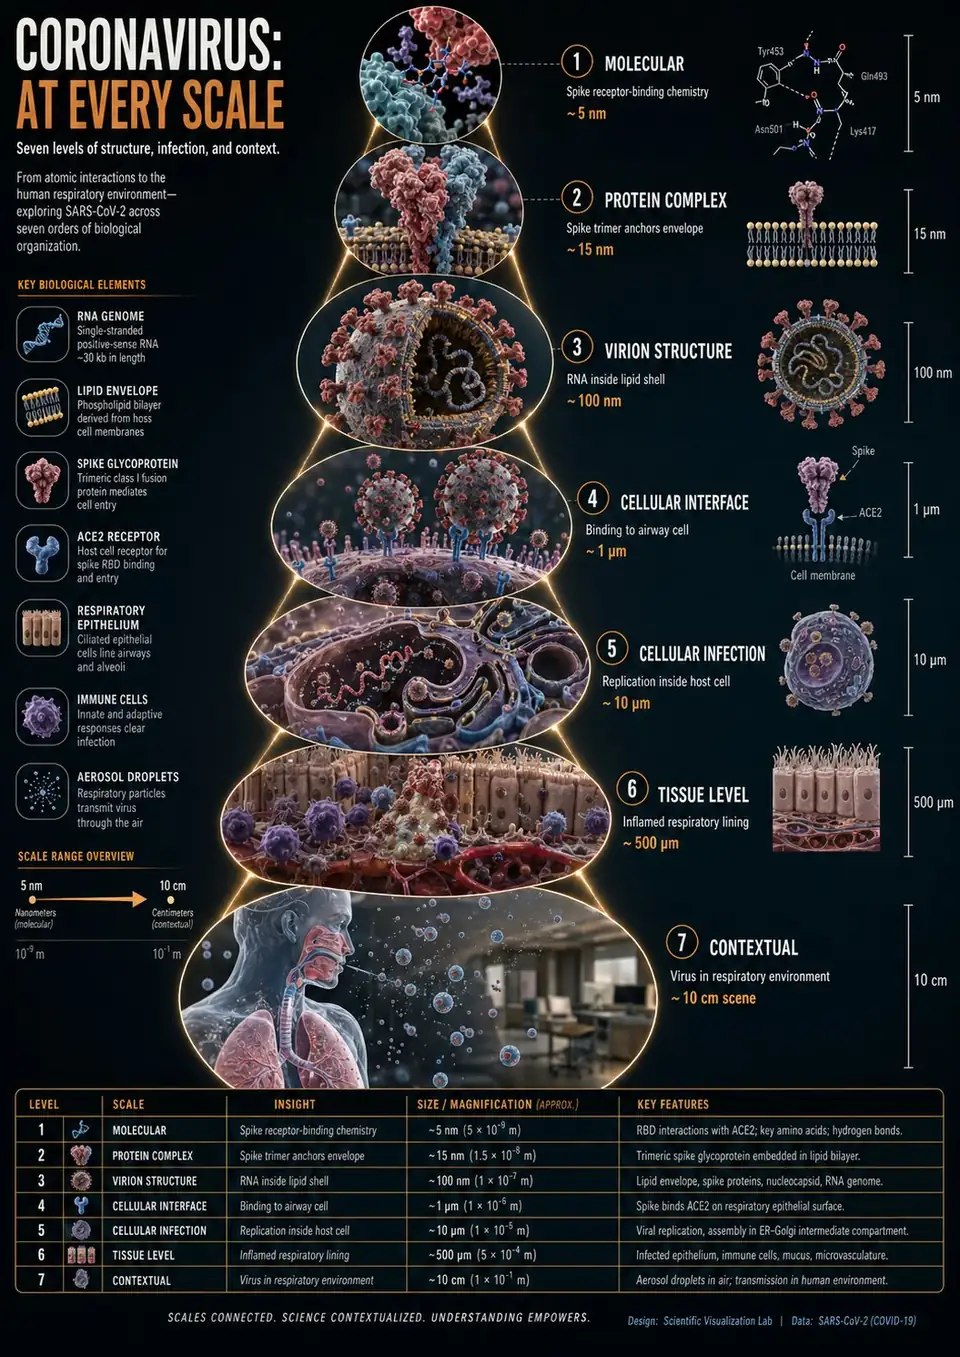 CORONAVIRUS:
AT EVERY SCALE
Seven levels of structure, infection, and context.
From atomic interactions to the
human respiratory environment—
exploring SARS-CoV-2 across
seven orders of biological
organization.
KEY BIOLOGICAL ELEMENTS
RNA GENOME
Single-stranded
positive-sense RNA
~30 kb in length
LIPID ENVELOPE
Phospholipid bilayer
derived from hoss
cell membranes
SPIKE GLYCOPROTEIN
Trimeric class I fusion
protein mediates
cell entry
ACE2 RECEPTOR
Host cell receptor for
spike RBD binding
and entry
RESPIRATORY
EPITHELIUM
Ciliated epithelial
cells line airways
and alveoli
IMMUNE CELLS
Innate and adaptive
responses clear
infection
AEROSOL DROPLETS
Respiratory particles
transmit virus
through the air
SCALE RANGE OVERVIEW
5 nm 10 cm
Nanometers Centimeters
(molecular) (contextual)
10⁻⁹ m 10⁻¹ m
1 MOLECULAR
Spike receptor-binding chemistry
~ 5 nm
Tyr453
Gln493
Asn501
Lys417
N
H
O
O
N
H
N
5 nm
2 PROTEIN COMPLEX
Spike trimer anchors envelope
~ 15 nm
15 nm
3 VIRION STRUCTURE
RNA inside lipid shell
~ 100 nm
100 nm
4 CELLULAR INTERFACE
Binding to airway cell
~ 1 µm
Spike
ACE2
Cell membrane
1 µm
5 CELLULAR INFECTION
Replication inside host cell
~ 10 µm
10 µm
6 TISSUE LEVEL
Inflamed respiratory lining
~ 500 µm
500 µm
7 CONTEXTUAL
Virus in respiratory environment
~ 10 cm scene
10 cm
LEVEL SCALE INSIGHT SIZE / MAGNIFICATION (APPROX.) KEY FEATURES
1 MOLECULAR Spike receptor-binding chemistry ~5 nm (5 × 10⁻⁹ m) RBD interactions with ACE2; key amino acids; hydrogen bonds.
2 PROTEIN COMPLEX Spike trimer anchors envelope ~15 nm (1.5 × 10⁻⁸ m) Trimeric spike glycoprotein embedded in lipid bilayer.
3 VIRION STRUCTURE RNA inside lipid shell ~100 nm (1 × 10⁻⁷ m) Lipid envelope, spike proteins, nucleocapsid, RNA genome.
4 CELLULAR INTERFACE Binding to airway cell ~1 µm (1 × 10⁻⁶ m) Spike binds ACE2 on respiratory epithelial surface.
5 CELLULAR INFECTION Replication inside host cell ~10 µm (1 × 10⁻⁵ m) Viral replication, assembly in ER–Golgi intermediate compartment.
6 TISSUE LEVEL Inflamed respiratory lining ~500 µm (5 × 10⁻⁴ m) Infected epithelium, immune cells, mucus, microvasculature.
7 CONTEXTUAL Virus in respiratory environment ~10 cm (1 × 10⁻¹ m) Aerosol droplets in air; transmission in human environment.
SCALES CONNECTED. SCIENCE CONTEXTUALIZED. UNDERSTANDING EMPOWERS.
Design: Scientific Visualization Lab | Data: SARS-CoV-2 (COVID-19)